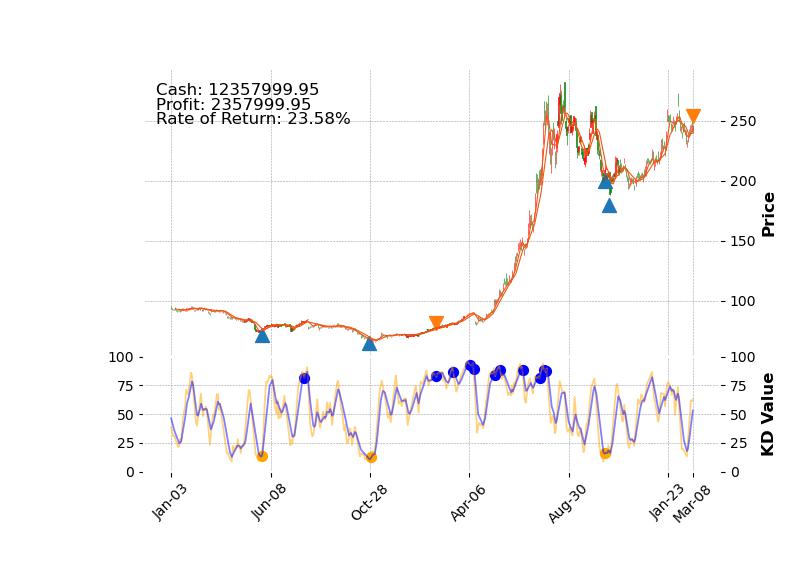 Cash: 12357999.95
Profit: 2357999.95
Rate of Return: 23.58%
250
200
150
100
Price
100
75
50
25
0
100
75
50
25
0
KD Value
Jan-03
Jun-08
Oct-28
Apr-06
Aug-30
Jan-23
Mar-08